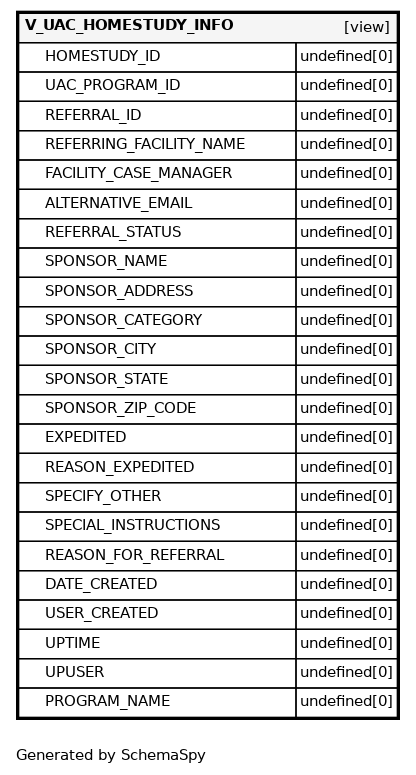 V_UAC_HOMESTUDY_INFO [view]
HOMESTUDY_ID undefined[0]
UAC_PROGRAM_ID undefined[0]
REFERRAL_ID undefined[0]
REFERRING_FACILITY_NAME undefined[0]
FACILITY_CASE_MANAGER undefined[0]
ALTERNATIVE_EMAIL undefined[0]
REFERRAL_STATUS undefined[0]
SPONSOR_NAME undefined[0]
SPONSOR_ADDRESS undefined[0]
SPONSOR_CATEGORY undefined[0]
SPONSOR_CITY undefined[0]
SPONSOR_STATE undefined[0]
SPONSOR_ZIP_CODE undefined[0]
EXPEDITED undefined[0]
REASON_EXPEDITED undefined[0]
SPECIFY_OTHER undefined[0]
SPECIAL_INSTRUCTIONS undefined[0]
REASON_FOR_REFERRAL undefined[0]
DATE_CREATED undefined[0]
USER_CREATED undefined[0]
UPTIME undefined[0]
UPUSER undefined[0]
PROGRAM_NAME undefined[0]
Generated by SchemaSpy